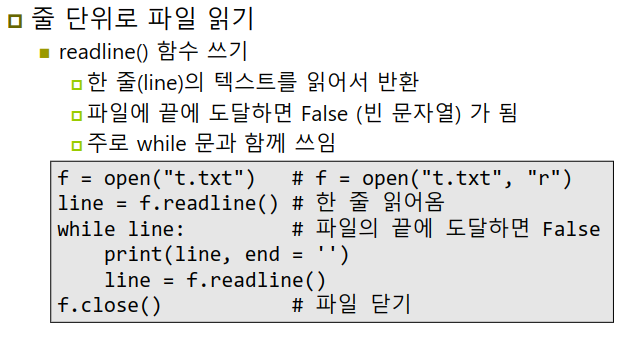 줄 단위로 파일 읽기
readline() 함수 쓰기
한 줄(line)의 텍스트를 읽어서 반환
파일에 끝에 도달하면 False (빈 문자열) 가 됨
주로 while 문과 함께 쓰임
f = open("t.txt")   # f = open("t.txt", "r")
line = f.readline() # 한 줄 읽어옴
while line:         # 파일의 끝에 도달하면 False
    print(line, end = '')
    line = f.readline()
f.close()           # 파일 닫기